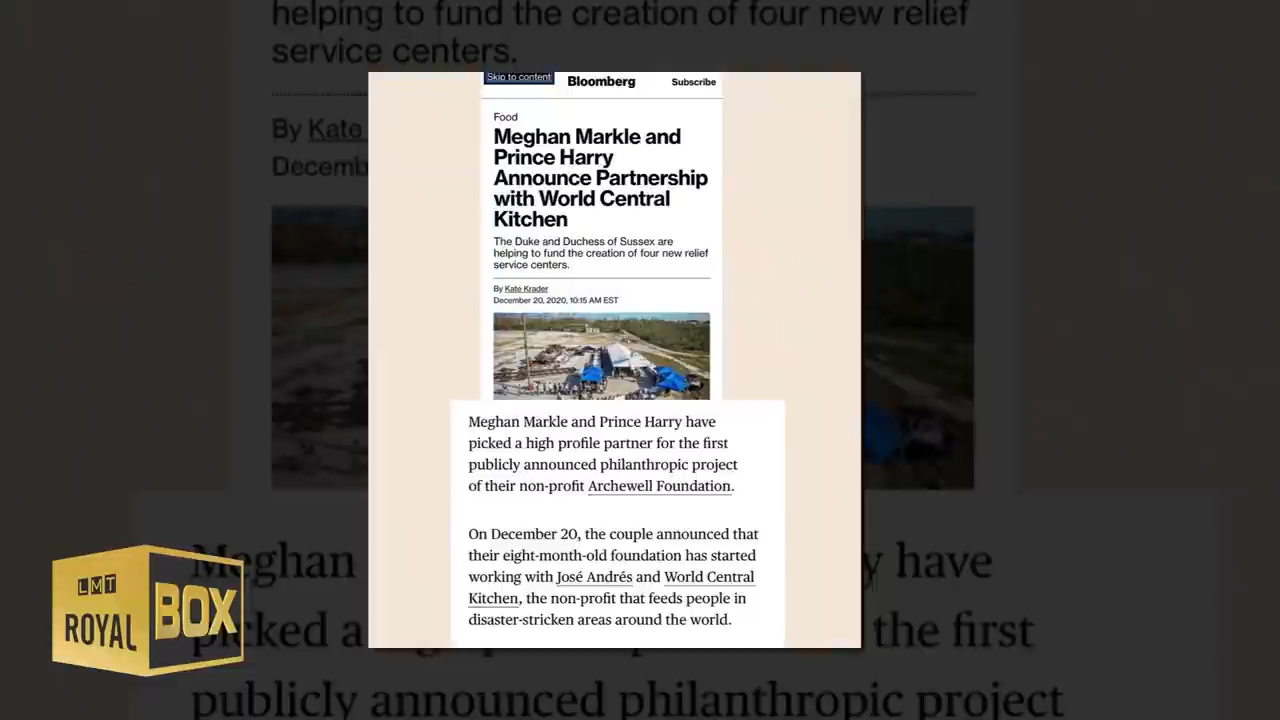 helping to fund the creation of four new relief
service centers.
By Kate
Decemb
Skip to content
Bloomberg
Subscribe
Food
Meghan Markle and
Prince Harry
Announce Partnership
with World Central
Kitchen
The Duke and Duchess of Sussex are
helping to fund the creation of four new relief
service centers.
By Kate Krader
December 20, 2020, 10:15 AM EST
Meghan Markle and Prince Harry have
picked a high profile partner for the first
publicly announced philanthropic project
of their non-profit Archewell Foundation.
On December 20, the couple announced that
their eight-month-old foundation has started
working with José Andrés and World Central
Kitchen, the non-profit that feeds people in
disaster-stricken areas around the world.
LMT
ROYAL
BOX
Meghan
y have
picked a
the first
publicly announced philanthropic project